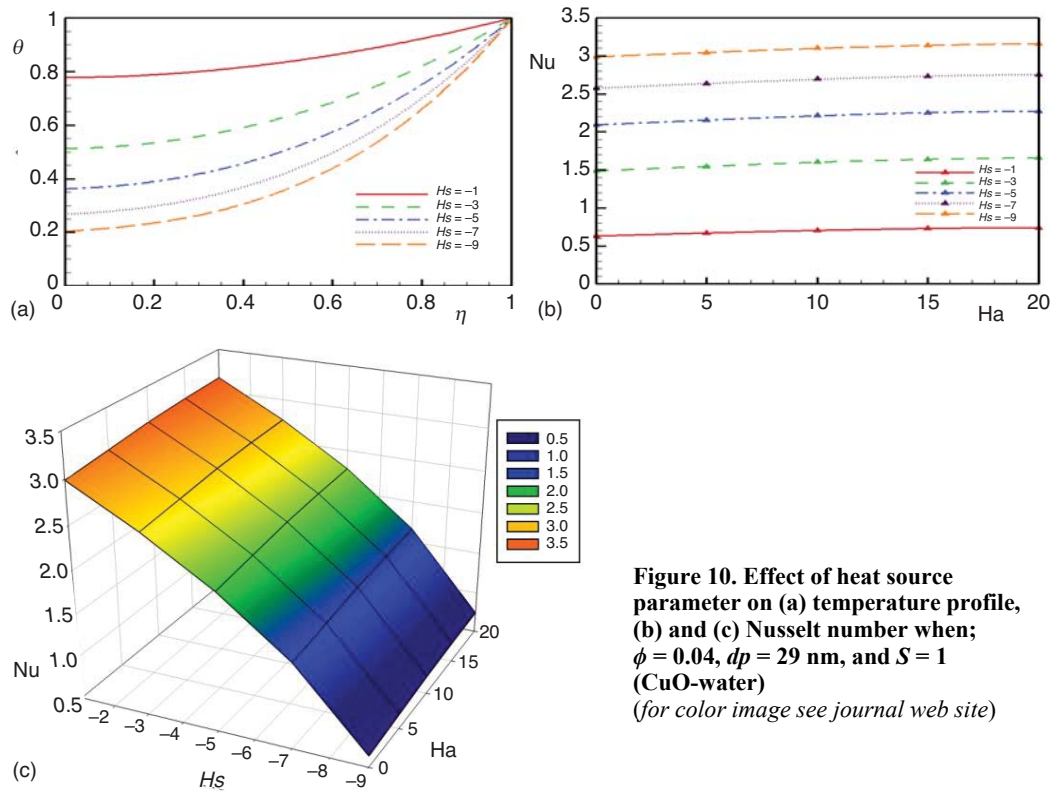 1
θ
0.8
0.6
0.4
0.2
0
Hs = –1
Hs = –3
Hs = –5
Hs = –7
Hs = –9
0 0.2 0.4 0.6 0.8 1
(a) η
3.5
Nu
3
2.5
2
1.5
1
0.5
0
Hs = –1
Hs = –3
Hs = –5
Hs = –7
Hs = –9
0 5 10 15 20
(b) Ha
3.5
3.0
2.5
2.0
1.5
1.0
0.5
Nu
–2 –3 –4 –5 –6 –7 –8 –9
Hs
0 5 10 15 20
Ha
(c)
0.5
1.0
1.5
2.0
2.5
3.0
3.5
Figure 10. Effect of heat source
parameter on (a) temperature profile,
(b) and (c) Nusselt number when;
ϕ = 0.04, dp = 29 nm, and S = 1
(CuO-water)
(for color image see journal web site)